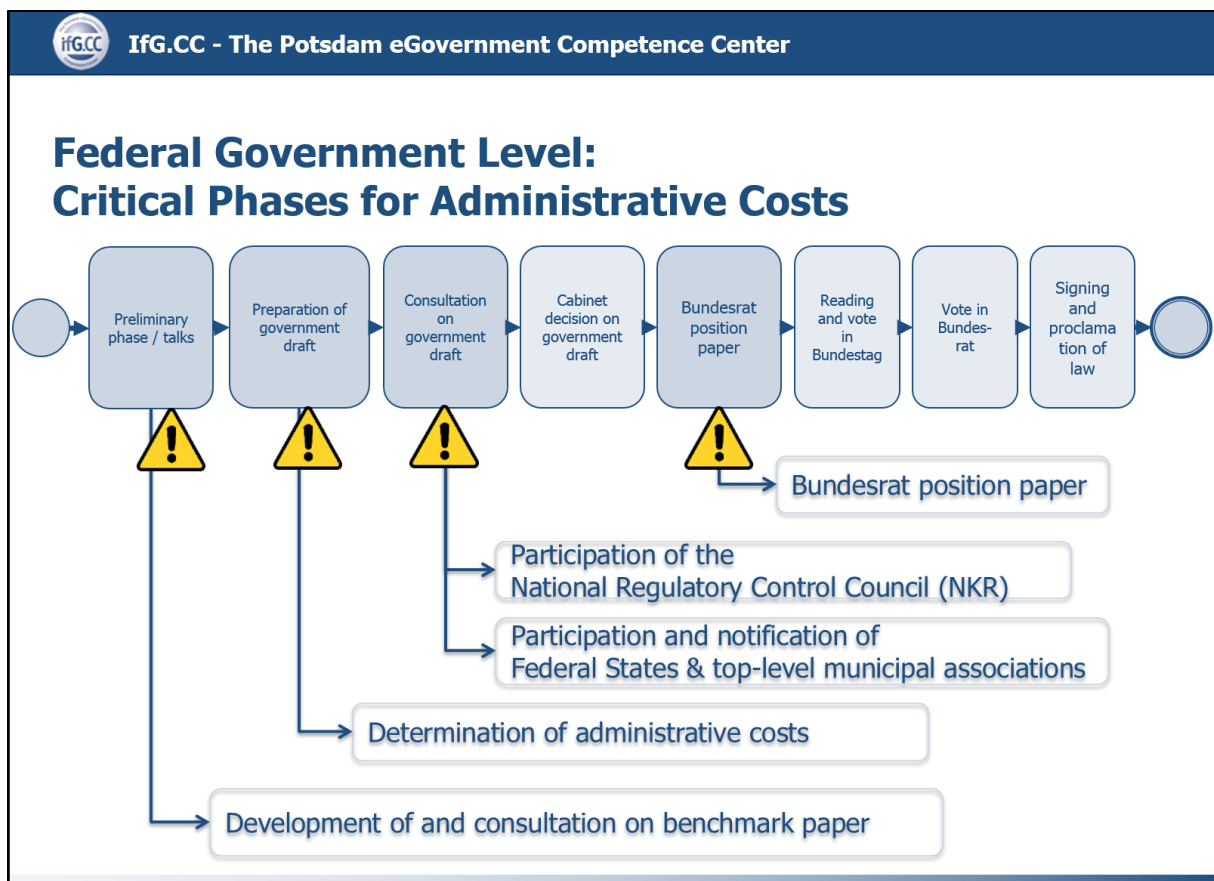 ifG.CC
IfG.CC - The Potsdam eGovernment Competence Center
Federal Government Level:
Critical Phases for Administrative Costs
Preliminary
phase / talks
Preparation of
government
draft
Consultation
on
government
draft
Cabinet
decision on
government
draft
Bundesrat
position
paper
Reading
and vote
in
Bundestag
Vote in
Bundes-
rat
Signing
and
proclama
tion of
law
Bundesrat position paper
Participation of the
National Regulatory Control Council (NKR)
Participation and notification of
Federal States & top-level municipal associations
Determination of administrative costs
Development of and consultation on benchmark paper